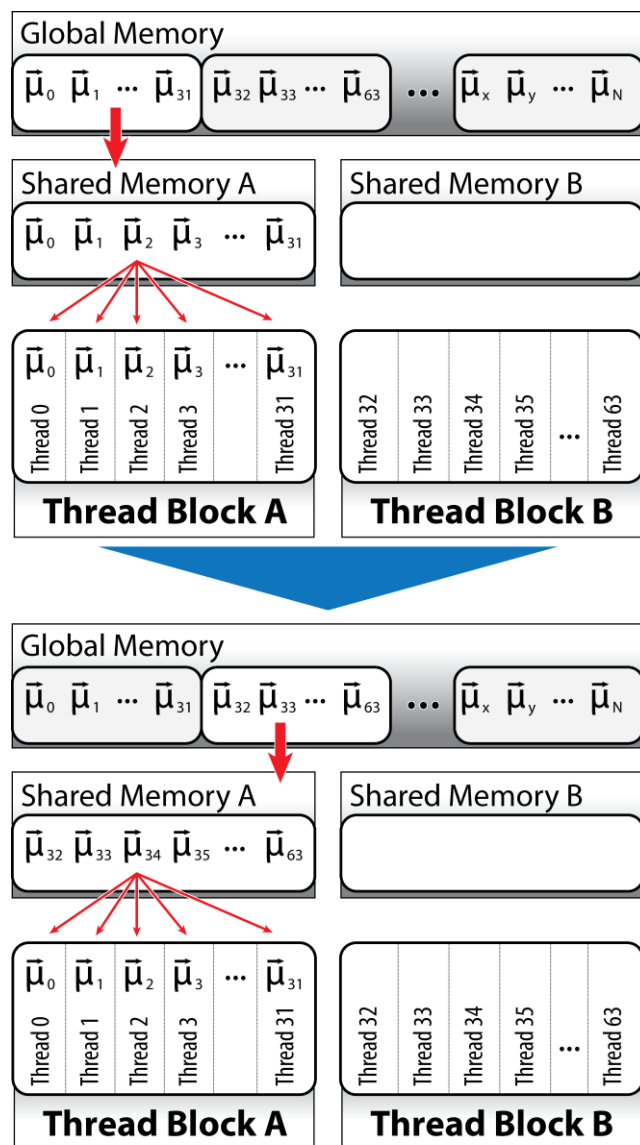 Global Memory
μ⃗₀ μ⃗₁ ••• μ⃗₃₁ μ⃗₃₂ μ⃗₃₃ ••• μ⃗₆₃ ••• μ⃗ₓ μ⃗ᵧ ••• μ⃗_N
Shared Memory A Shared Memory B
μ⃗₀ μ⃗₁ μ⃗₂ μ⃗₃ ••• μ⃗₃₁
μ⃗₀ μ⃗₁ μ⃗₂ μ⃗₃ ••• μ⃗₃₁
Thread 0 Thread 1 Thread 2 Thread 3 Thread 31 Thread 32 Thread 33 Thread 34 Thread 35 ••• Thread 63
Thread Block A Thread Block B
Global Memory
μ⃗₀ μ⃗₁ ••• μ⃗₃₁ μ⃗₃₂ μ⃗₃₃ ••• μ⃗₆₃ ••• μ⃗ₓ μ⃗ᵧ ••• μ⃗_N
Shared Memory A Shared Memory B
μ⃗₃₂ μ⃗₃₃ μ⃗₃₄ μ⃗₃₅ ••• μ⃗₆₃
μ⃗₀ μ⃗₁ μ⃗₂ μ⃗₃ ••• μ⃗₃₁
Thread 0 Thread 1 Thread 2 Thread 3 Thread 31 Thread 32 Thread 33 Thread 34 Thread 35 ••• Thread 63
Thread Block A Thread Block B